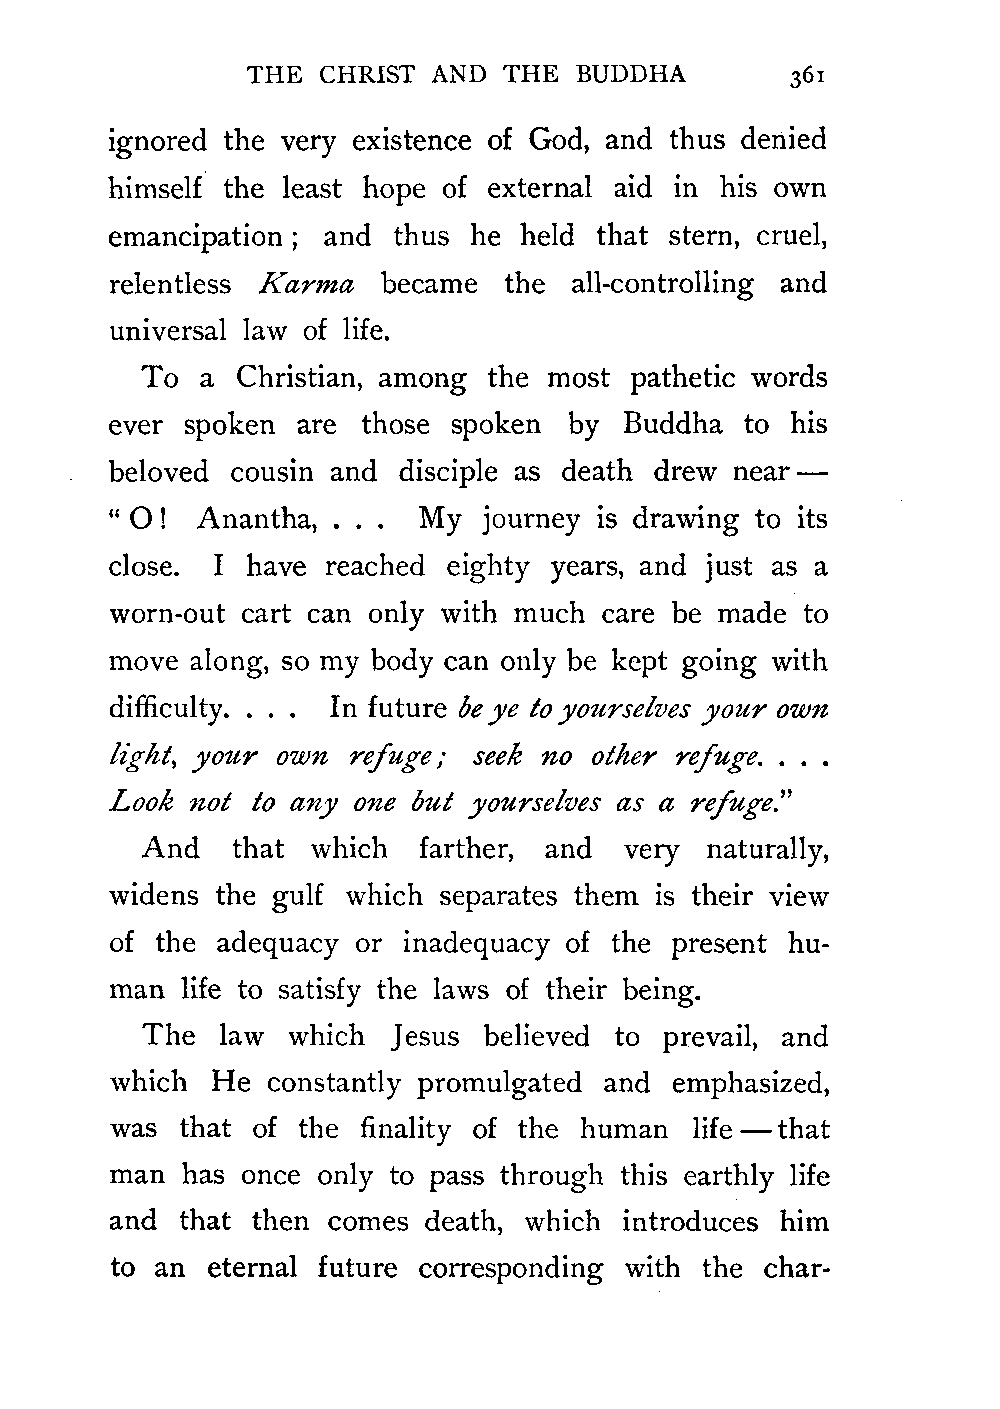 THE CHRIST AND THE BUDDHA 361
ignored the very existence of God, and thus denied
himself the least hope of external aid in his own
emancipation ; and thus he held that stern, cruel,
relentless Karma became the all-controlling and
universal law of life.
To a Christian, among the most pathetic words
ever spoken are those spoken by Buddha to his
beloved cousin and disciple as death drew near —
“ O ! Anantha, . . . My journey is drawing to its
close. I have reached eighty years, and just as a
worn-out cart can only with much care be made to
move along, so my body can only be kept going with
difficulty. . . . In future be ye to yourselves your own
light, your own refuge ; seek no other refuge. . . .
Look not to any one but yourselves as a refuge.”
And that which farther, and very naturally,
widens the gulf which separates them is their view
of the adequacy or inadequacy of the present hu-
man life to satisfy the laws of their being.
The law which Jesus believed to prevail, and
which He constantly promulgated and emphasized,
was that of the finality of the human life — that
man has once only to pass through this earthly life
and that then comes death, which introduces him
to an eternal future corresponding with the char-